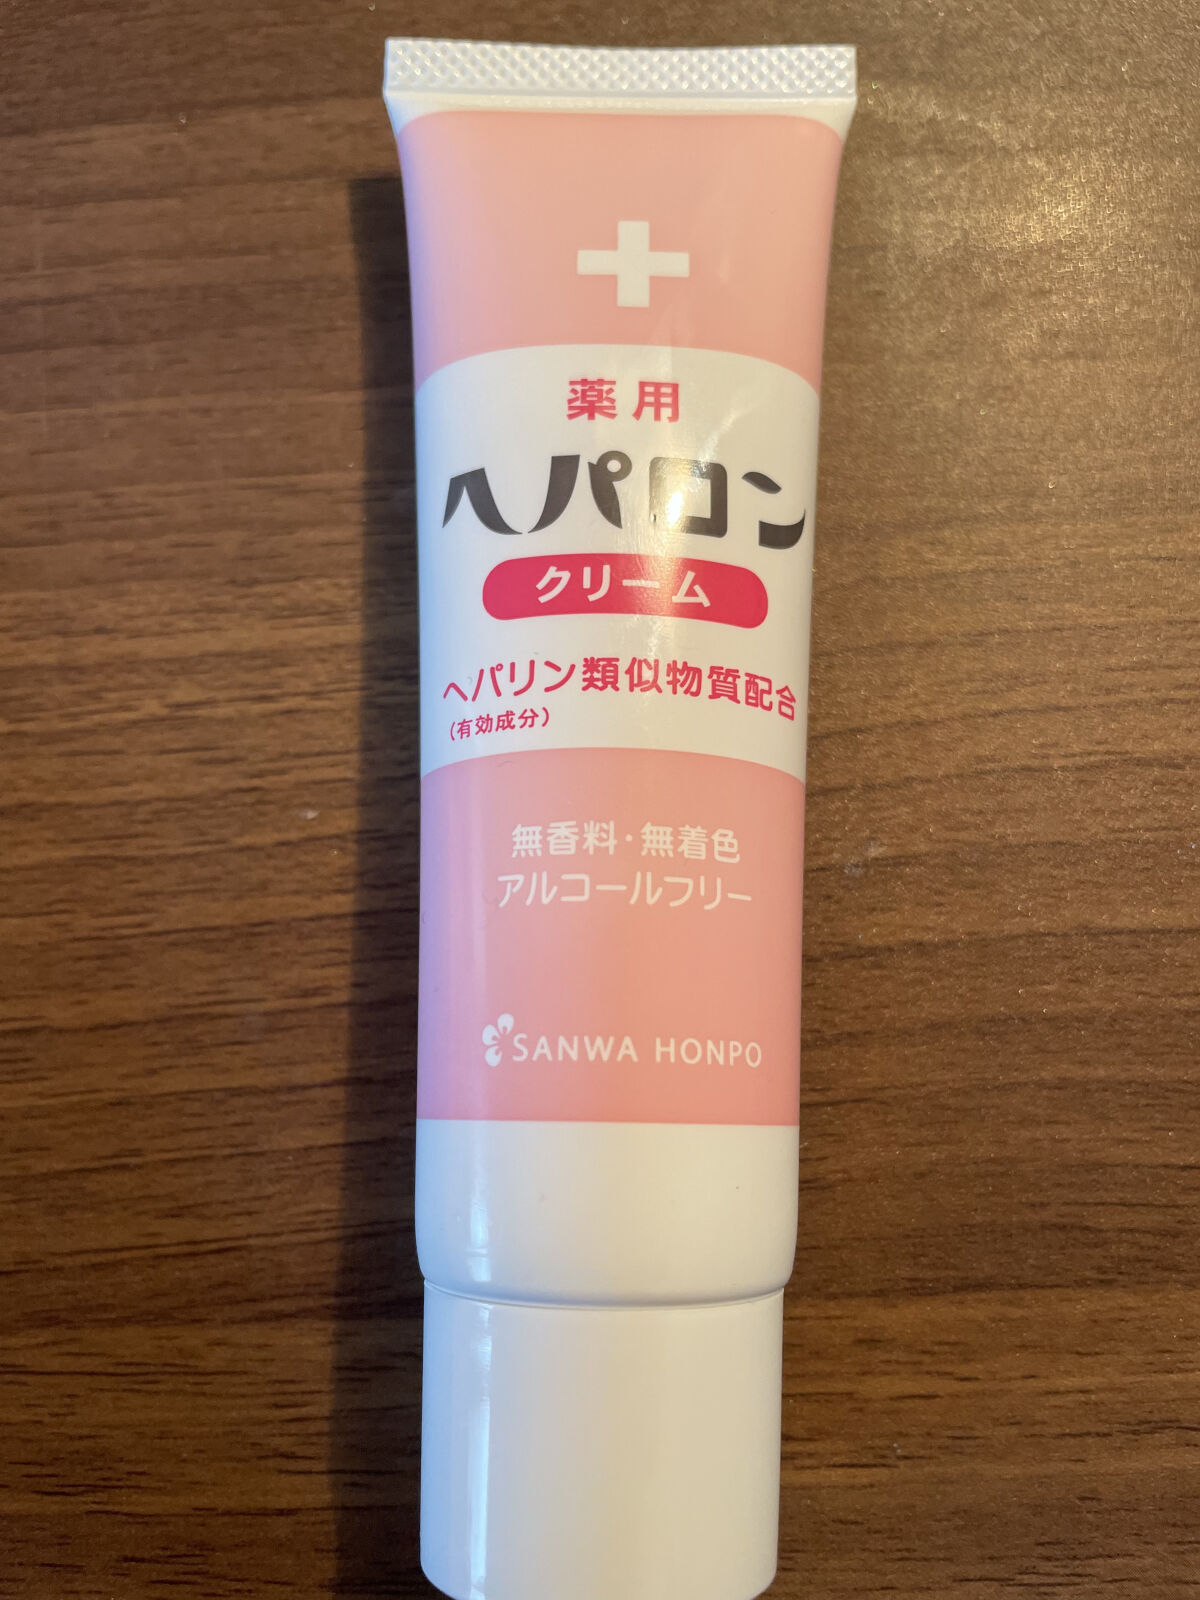 薬用
ヘパロン
クリーム
ヘパリン類似物質配合
(有効成分)
無香料・無着色
アルコールフリー
SANWA HONPO